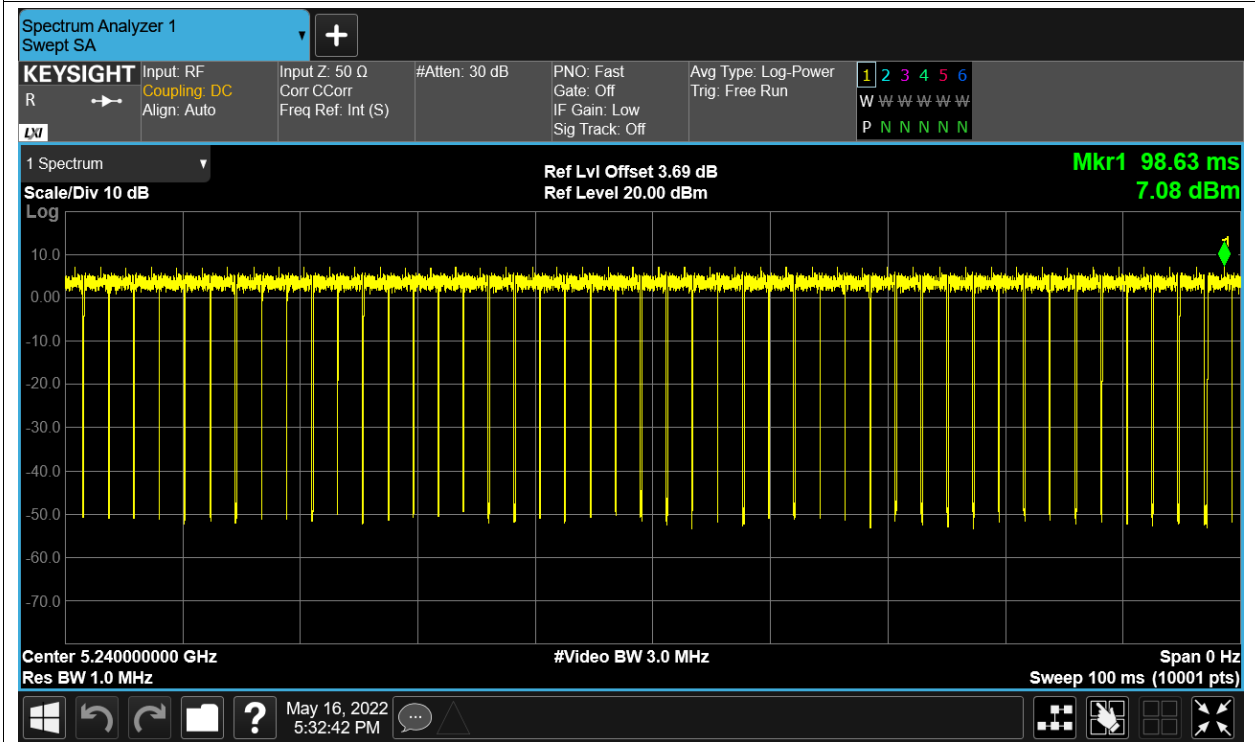 Spectrum Analyzer 1
Swept SA
KEYSIGHT
R
LXI
Input: RF
Coupling: DC
Align: Auto
Input Z: 50 Ω
Corr CCorr
Freq Ref: Int (S)
#Atten: 30 dB
PNO: Fast
Gate: Off
IF Gain: Low
Sig Track: Off
Avg Type: Log-Power
Trig: Free Run
1 2 3 4 5 6
W W W W W W
P N N N N N
1 Spectrum
Scale/Div 10 dB
Log
Ref Lvl Offset 3.69 dB
Ref Level 20.00 dBm
Mkr1 98.63 ms
7.08 dBm
1
10.0
0.00
-10.0
-20.0
-30.0
-40.0
-50.0
-60.0
-70.0
Center 5.240000000 GHz
Res BW 1.0 MHz
#Video BW 3.0 MHz
Span 0 Hz
Sweep 100 ms (10001 pts)
?
May 16, 2022
5:32:42 PM